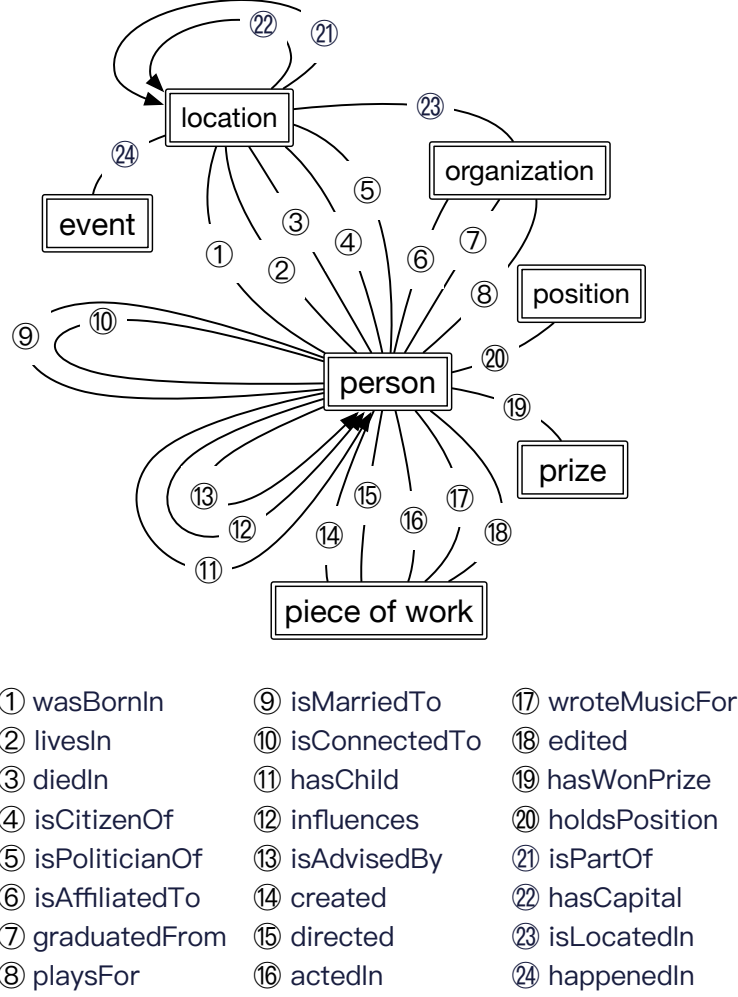 ㉒ ㉑
location
㉓
㉔
organization
⑤
event
③
④
①
②
⑥
⑦
⑧
position
⑨
⑩
⑳
person
⑲
prize
⑬
⑮
⑰
⑫
⑭
⑯
⑱
⑪
piece of work
① wasBornIn
② livesIn
③ diedIn
④ isCitizenOf
⑤ isPoliticianOf
⑥ isAffiliatedTo
⑦ graduatedFrom
⑧ playsFor
⑨ isMarriedTo
⑩ isConnectedTo
⑪ hasChild
⑫ influences
⑬ isAdvisedBy
⑭ created
⑮ directed
⑯ actedIn
⑰ wroteMusicFor
⑱ edited
⑲ hasWonPrize
⑳ holdsPosition
㉑ isPartOf
㉒ hasCapital
㉓ isLocatedIn
㉔ happenedIn